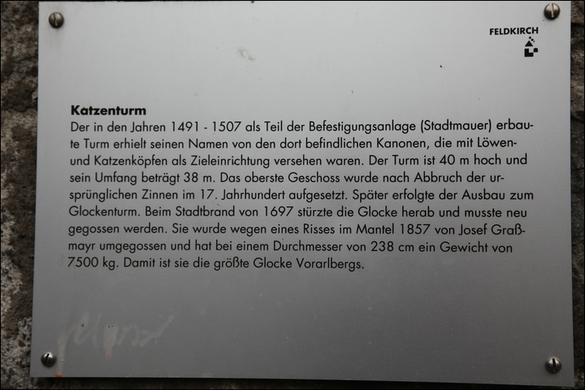 FELDKIRCH
Katzenturm
Der in den Jahren 1491 - 1507 als Teil der Befestigungsanlage (Stadtmauer) erbau-
te Turm erhielt seinen Namen von den dort befindlichen Kanonen, die mit Löwen-
und Katzenköpfen als Zieleinrichtung versehen waren. Der Turm ist 40 m hoch und
sein Umfang beträgt 38 m. Das oberste Geschoss wurde nach Abbruch der ur-
sprünglichen Zinnen im 17. Jahrhundert aufgesetzt. Später erfolgte der Ausbau zum
Glockenturm. Beim Stadtbrand von 1697 stürzte die Glocke herab und musste neu
gegossen werden. Sie wurde wegen eines Risses im Mantel 1857 von Josef Graß-
mayr umgegossen und hat bei einem Durchmesser von 238 cm ein Gewicht von
7500 kg. Damit ist sie die größte Glocke Vorarlbergs.